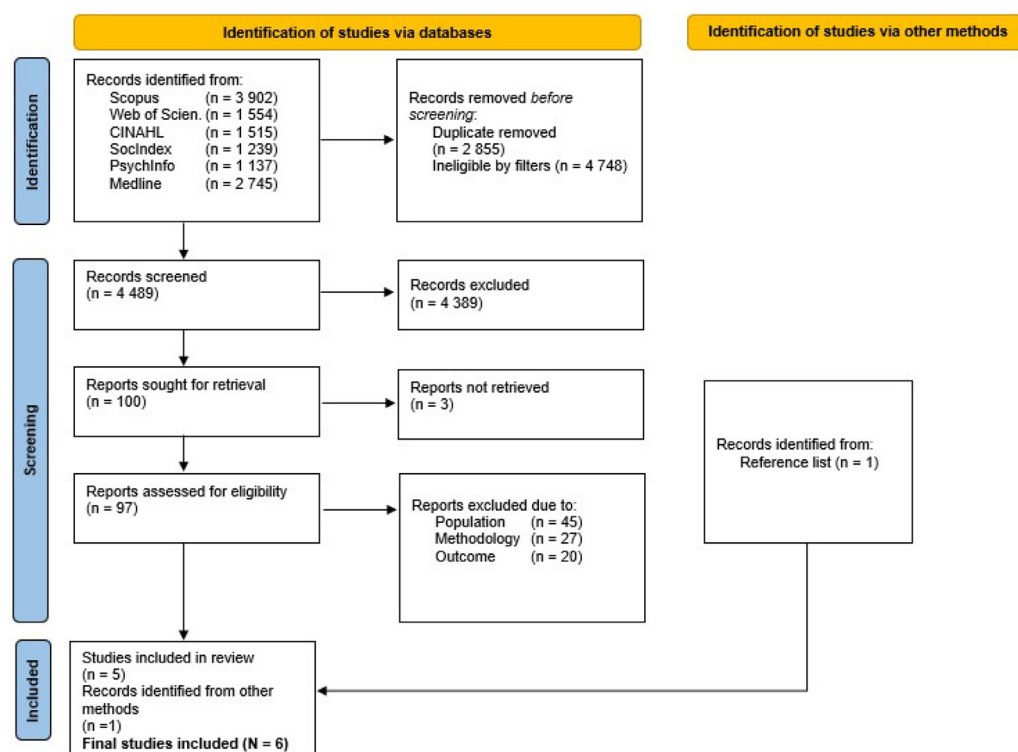 Identification of studies via databases
Identification of studies via other methods
Identification
Records identified from:
Scopus (n = 3 902)
Web of Scien. (n = 1 554)
CINAHL (n = 1 515)
SocIndex (n = 1 239)
PsychInfo (n = 1 137)
Medline (n = 2 745)
Records removed before
screening:
Duplicate removed
(n = 2 855)
Ineligible by filters (n = 4 748)
Screening
Records screened
(n = 4 489)
Records excluded
(n = 4 389)
Reports sought for retrieval
(n = 100)
Reports not retrieved
(n = 3)
Records identified from:
Reference list (n = 1)
Reports assessed for eligibility
(n = 97)
Reports excluded due to:
Population (n = 45)
Methodology (n = 27)
Outcome (n = 20)
Included
Studies included in review
(n = 5)
Records identified from other
methods
(n =1)
Final studies included (N = 6)